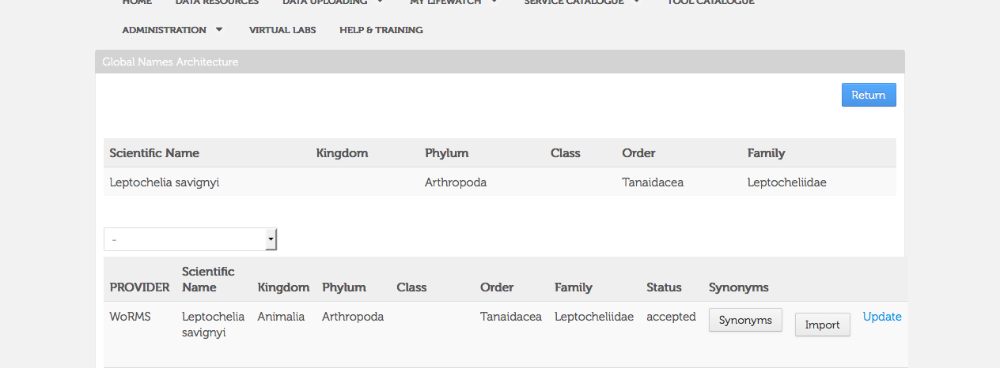 HOME DATA RESOURCES DATA UPLOADING MY LIFEWATCH SERVICE CATALOGUE TOOL CATALOGUE
ADMINISTRATION VIRTUAL LABS HELP & TRAINING
Global Names Architecture
Return
Scientific Name Kingdom Phylum Class Order Family
Leptochelia savignyi Arthropoda Tanaidacea Leptocheliidae
-
Scientific
PROVIDER Name Kingdom Phylum Class Order Family Status Synonyms
WoRMS Leptochelia Animalia Arthropoda Tanaidacea Leptocheliidae accepted Synonyms Import Update
savignyi